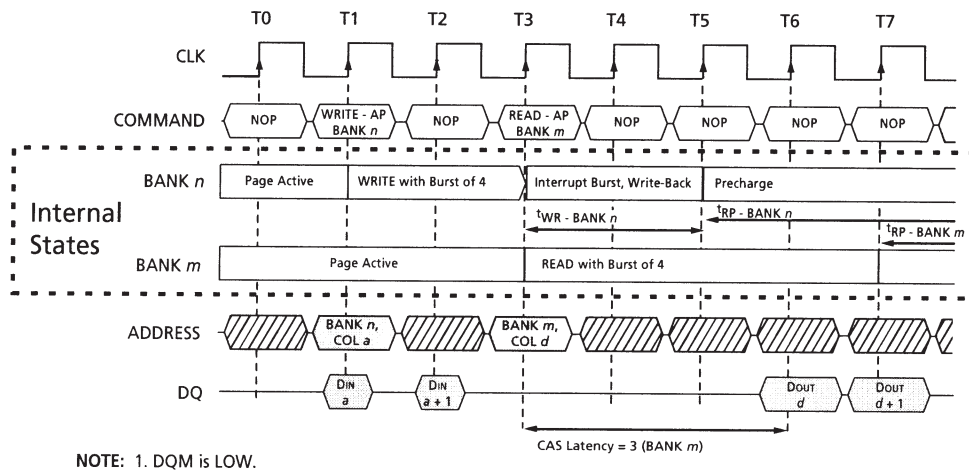 T0 T1 T2 T3 T4 T5 T6 T7
CLK
COMMAND NOP WRITE - AP BANK n NOP READ - AP BANK m NOP NOP NOP NOP
Internal States
BANK n Page Active WRITE with Burst of 4 Interrupt Burst, Write-Back Precharge
tWR - BANK n tRP - BANK n
tRP - BANK m
BANK m Page Active READ with Burst of 4
ADDRESS BANK n, COL a BANK m, COL d
DQ DIN a DIN a + 1 DOUT d DOUT d + 1
CAS Latency = 3 (BANK m)
NOTE: 1. DQM is LOW.